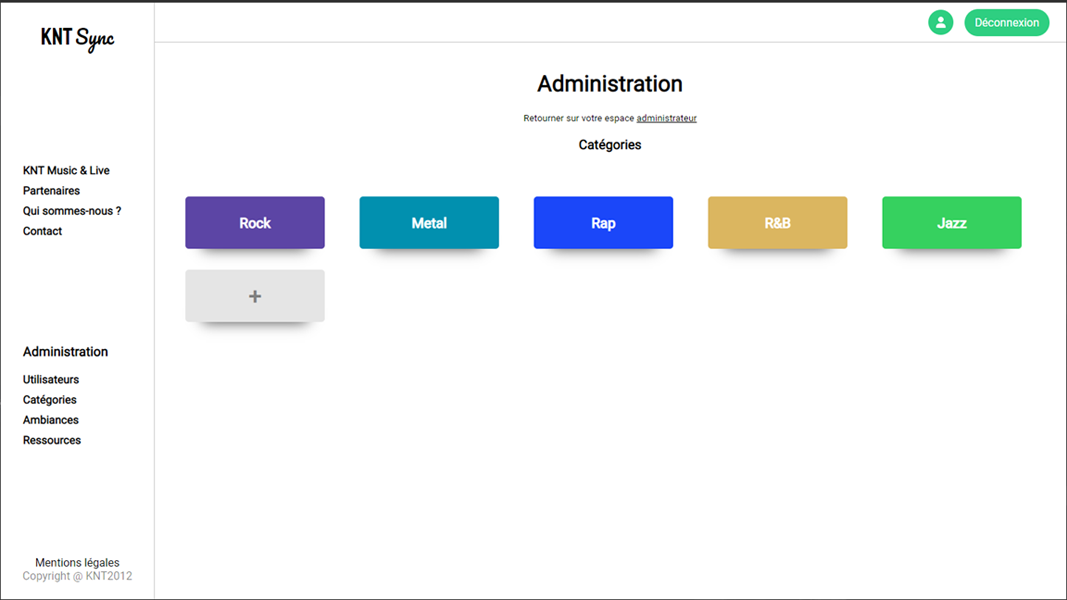 KNT Sync
Déconnexion
KNT Music & Live
Partenaires
Qui sommes-nous ?
Contact
Administration
Utilisateurs
Catégories
Ambiances
Ressources
Mentions légales
Copyright @ KNT2012
Administration
Retourner sur votre espace administrateur
Catégories
Rock
Metal
Rap
R&B
Jazz
+